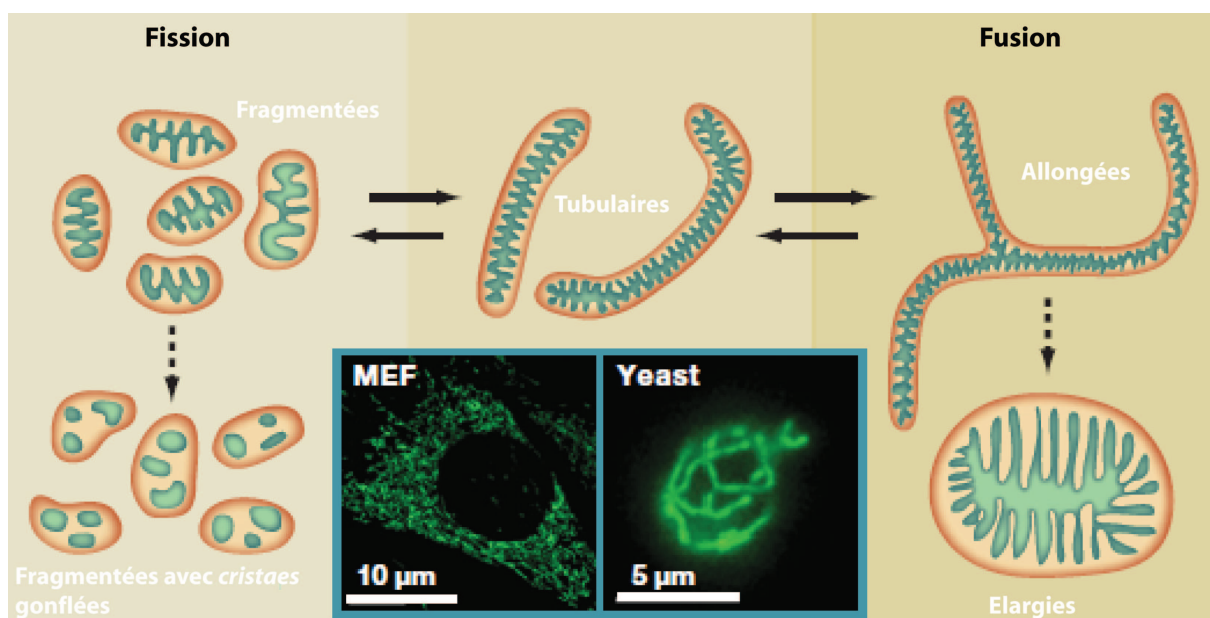 Fission
Fusion
Fragmentées
Tubulaires
Allongées
MEF
Yeast
10 µm
5 µm
Fragmentées avec cristaes
gonflées
Elargies